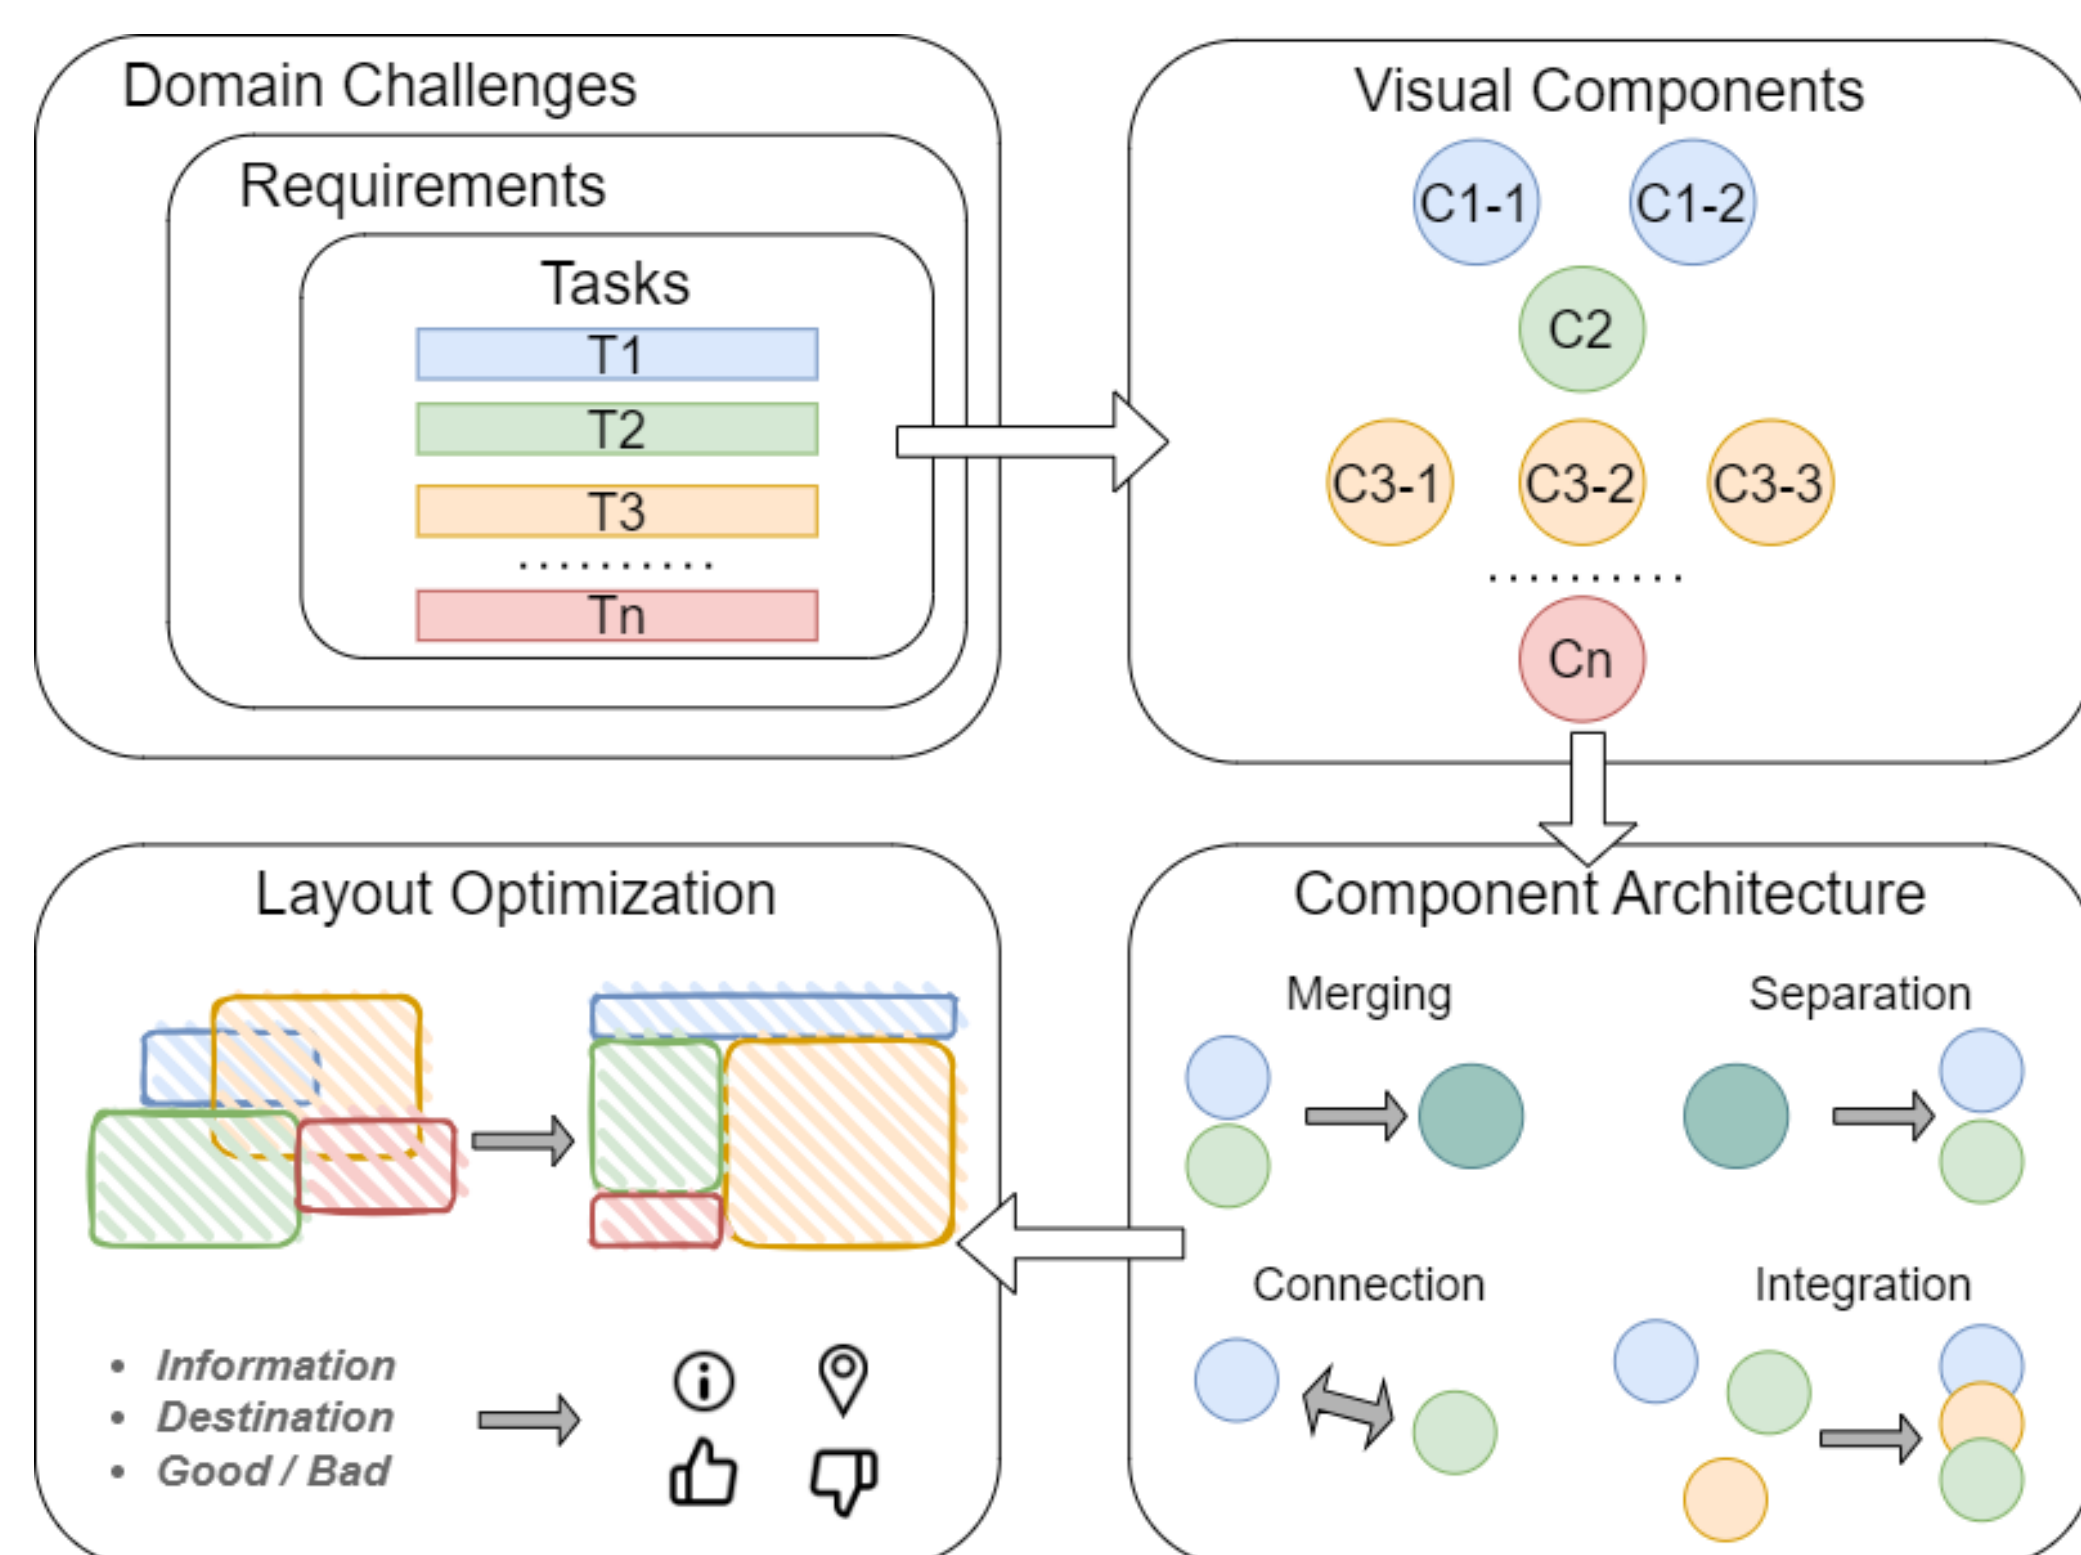 Domain Challenges
Requirements
Tasks
T1
T2
T3
..........
Tn
Visual Components
C1-1 C1-2
C2
C3-1 C3-2 C3-3
..........
Cn
Layout Optimization
• Information
• Destination
• Good / Bad
Component Architecture
Merging
Separation
Connection
Integration